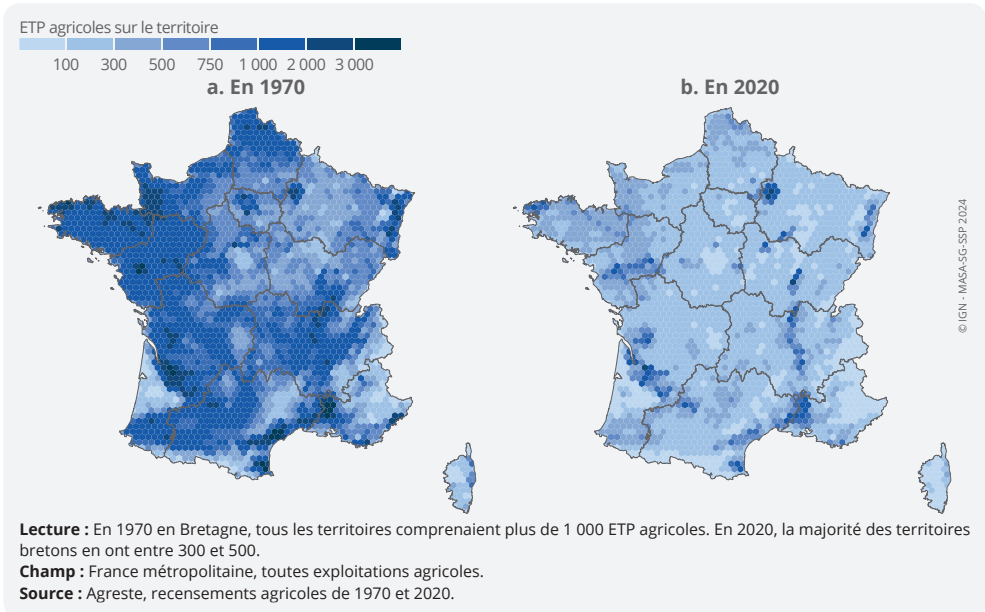 ETP agricoles sur le territoire
100 300 500 750 1 000 2 000 3 000
a. En 1970
b. En 2020
© IGN - MASA-SG-SSP 2024
Lecture : En 1970 en Bretagne, tous les territoires comprenaient plus de 1 000 ETP agricoles. En 2020, la majorité des territoires
bretons en ont entre 300 et 500.
Champ : France métropolitaine, toutes exploitations agricoles.
Source : Agreste, recensements agricoles de 1970 et 2020.